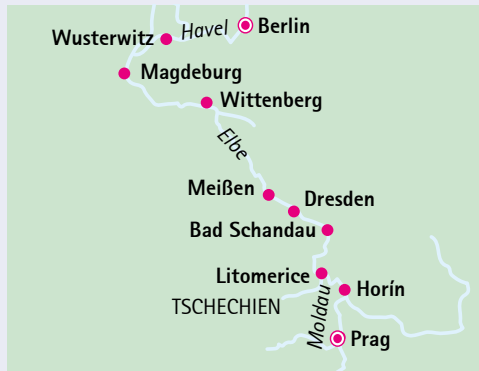 Havel
Berlin
Wusterwitz
Magdeburg
Wittenberg
Elbe
Meißen
Dresden
Bad Schandau
Litomerice
Horín
TSCHECHIEN
Moldau
Prag